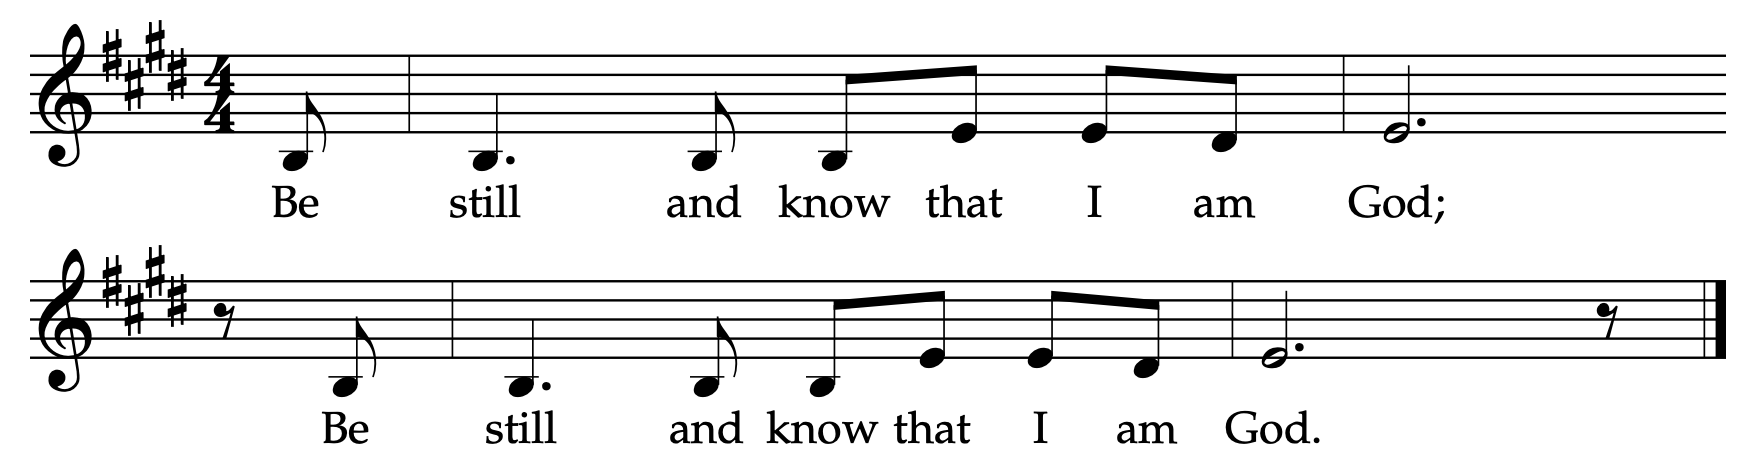 Be still and know that I am God;
Be still and know that I am God.